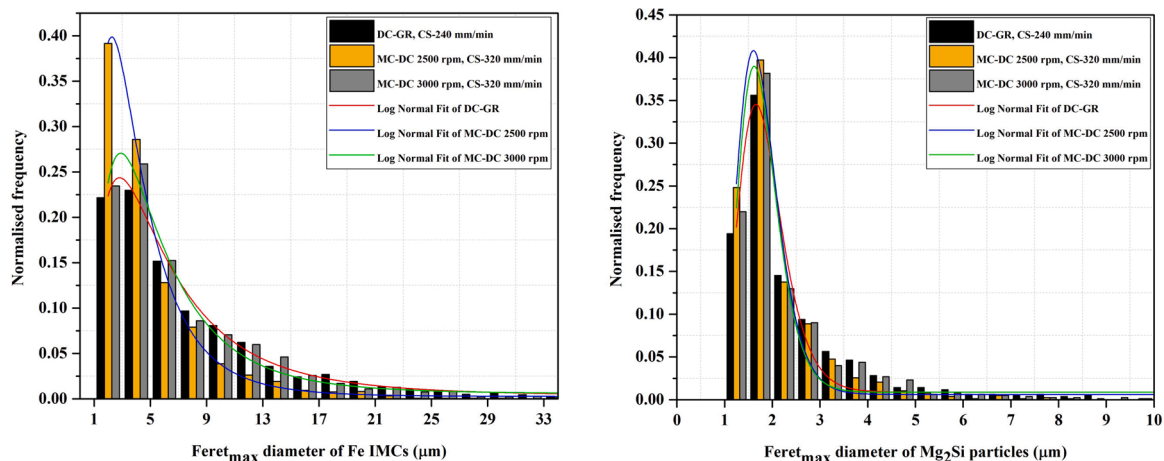 0.40
0.35
0.30
0.25
0.20
0.15
0.10
0.05
0.00
Normalised frequency
1 5 9 13 17 21 25 29 33
Feret_max diameter of Fe IMCs (μm)
DC-GR, CS-240 mm/min
MC-DC 2500 rpm, CS-320 mm/min
MC-DC 3000 rpm, CS-320 mm/min
Log Normal Fit of DC-GR
Log Normal Fit of MC-DC 2500 rpm
Log Normal Fit of MC-DC 3000 rpm
0.45
0.40
0.35
0.30
0.25
0.20
0.15
0.10
0.05
0.00
Normalised frequency
0 1 2 3 4 5 6 7 8 9 10
Feret_max diameter of Mg₂Si particles (μm)
DC-GR, CS-240 mm/min
MC-DC 2500 rpm, CS-320 mm/min
MC-DC 3000 rpm, CS-320 mm/min
Log Normal Fit of DC-GR
Log Normal Fit of MC-DC 2500 rpm
Log Normal Fit of MC-DC 3000 rpm